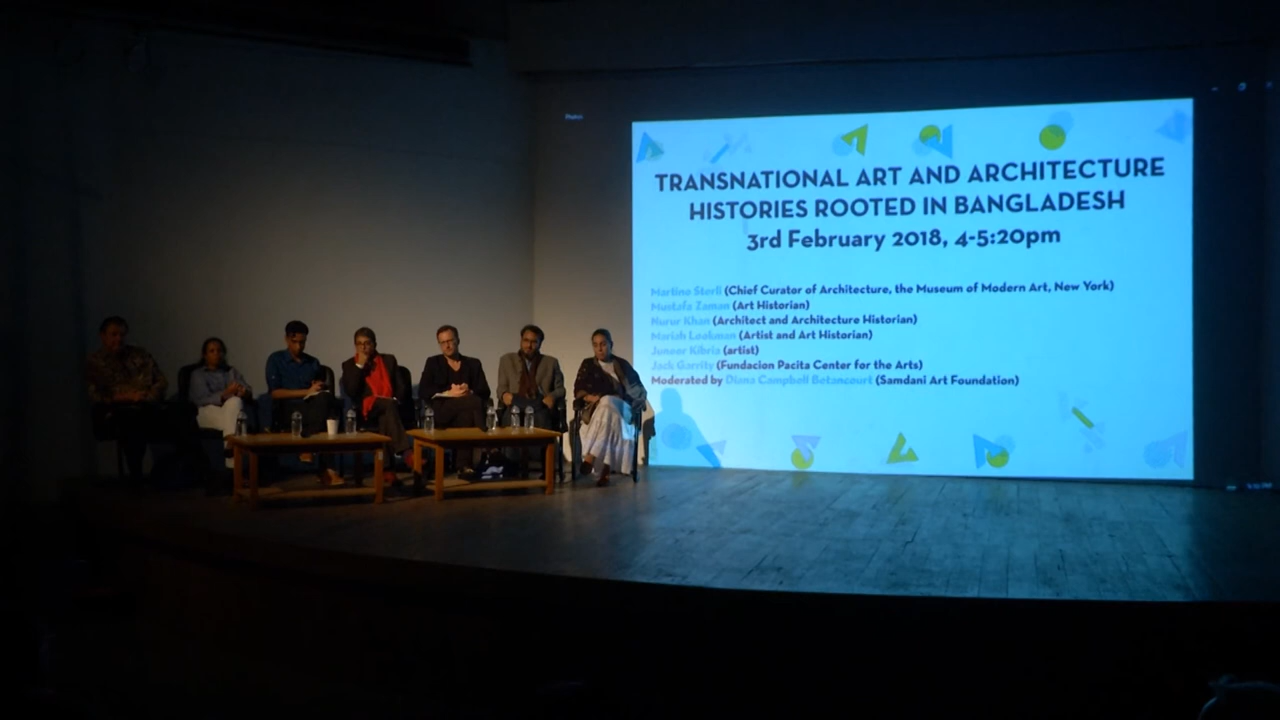 TRANSNATIONAL ART AND ARCHITECTURE
HISTORIES ROOTED IN BANGLADESH
3rd February 2018, 4-5:20pm
Martino Sterli (Chief Curator of Architecture, the Museum of Modern Art, New York)
Mustafa Zaman (Art Historian)
Nurur Khan (Architect and Architecture Historian)
Mariah Lookman (Artist and Art Historian)
Juneer Kibria (artist)
Jack Garrity (Fundacion Pacita Center for the Arts)
Moderated by Diana Campbell Betancourt (Samdani Art Foundation)